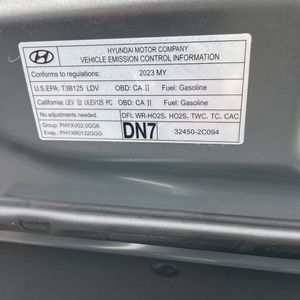 HYUNDAI MOTOR COMPANY
VEHICLE EMISSION CONTROL INFORMATION
Conforms to regulations: 2023 MY
U.S.EPA: T3B125 LDV OBD: CA II Fuel: Gasoline
California: LEV III ULEV125 PC OBD: CA II Fuel: Gasoline
No adjustments needed. DFI, WR-HO2S, HO2S, TWC, TC, CAC
Group: PHYXV02.0GG6
Evap: PHYXR0132GGG
DN7
32450-2C094